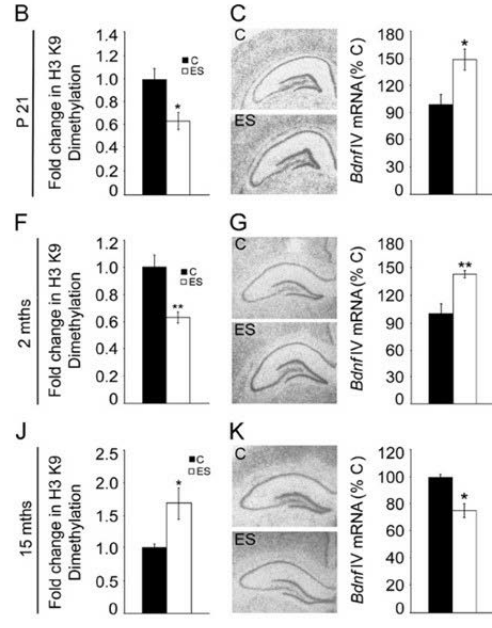 B
P 21
Fold change in H3 K9
Dimethylation
1.4
1.2
1.0
0.8
0.6
0.4
0.2
0
*
C
ES
C
C
ES
Bdnf IV mRNA (% C)
180
150
120
90
60
30
0
*
F
2 mths
Fold change in H3 K9
Dimethylation
1.2
1.0
0.8
0.6
0.4
0.2
0
**
C
ES
G
C
ES
Bdnf IV mRNA (% C)
180
150
120
90
60
30
0
**
J
15 mths
Fold change in H3 K9
Dimethylation
2.5
2.0
1.5
1.0
0.5
0
*
C
ES
K
C
ES
Bdnf IV mRNA (% C)
120
100
80
60
40
20
0
*